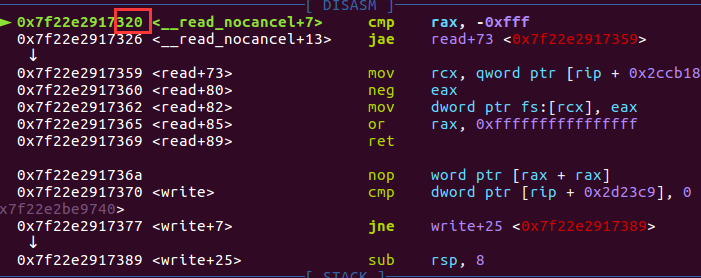 [ DISASM ]
► 0x7f22e2917320 <__read_nocancel+7> cmp rax, -0xfff
0x7f22e2917326 <__read_nocancel+13> jae read+73 <0x7f22e2917359>
↓
0x7f22e2917359 <read+73> mov rcx, qword ptr [rip + 0x2ccb18
0x7f22e2917360 <read+80> neg eax
0x7f22e2917362 <read+82> mov dword ptr fs:[rcx], eax
0x7f22e2917365 <read+85> or rax, 0xffffffffffffffff
0x7f22e2917369 <read+89> ret
0x7f22e291736a nop word ptr [rax + rax]
0x7f22e2917370 <write> cmp dword ptr [rip + 0x2d23c9], 0
x7f22e2be9740>
0x7f22e2917377 <write+7> jne write+25 <0x7f22e2917389>
↓
0x7f22e2917389 <write+25> sub rsp, 8
[ STACK ]